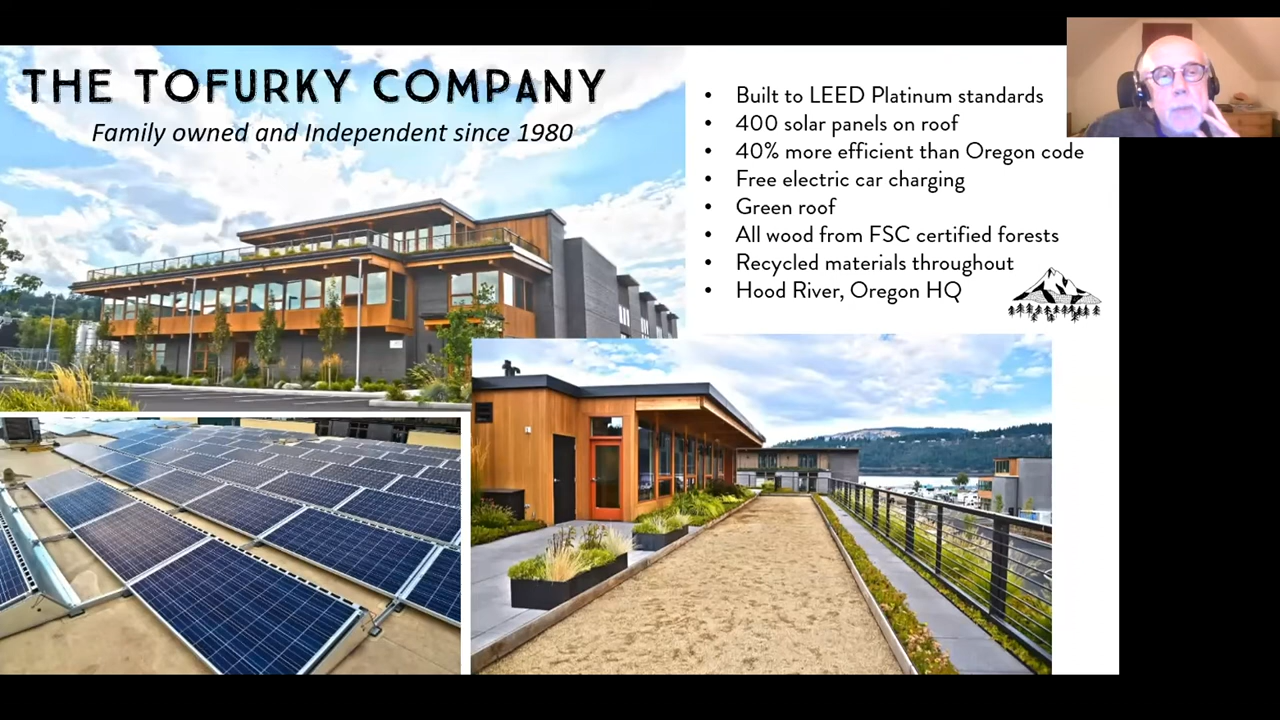 THE TOFURKY COMPANY
Family owned and Independent since 1980
• Built to LEED Platinum standards
• 400 solar panels on roof
• 40% more efficient than Oregon code
• Free electric car charging
• Green roof
• All wood from FSC certified forests
• Recycled materials throughout
• Hood River, Oregon HQ